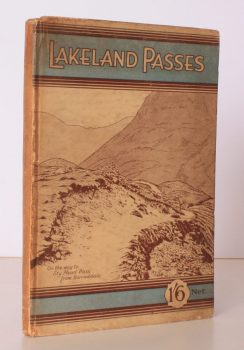 LAKELAND PASSES
On the way to
Sty Head Pass
from Borrowdale
1/6 Net.